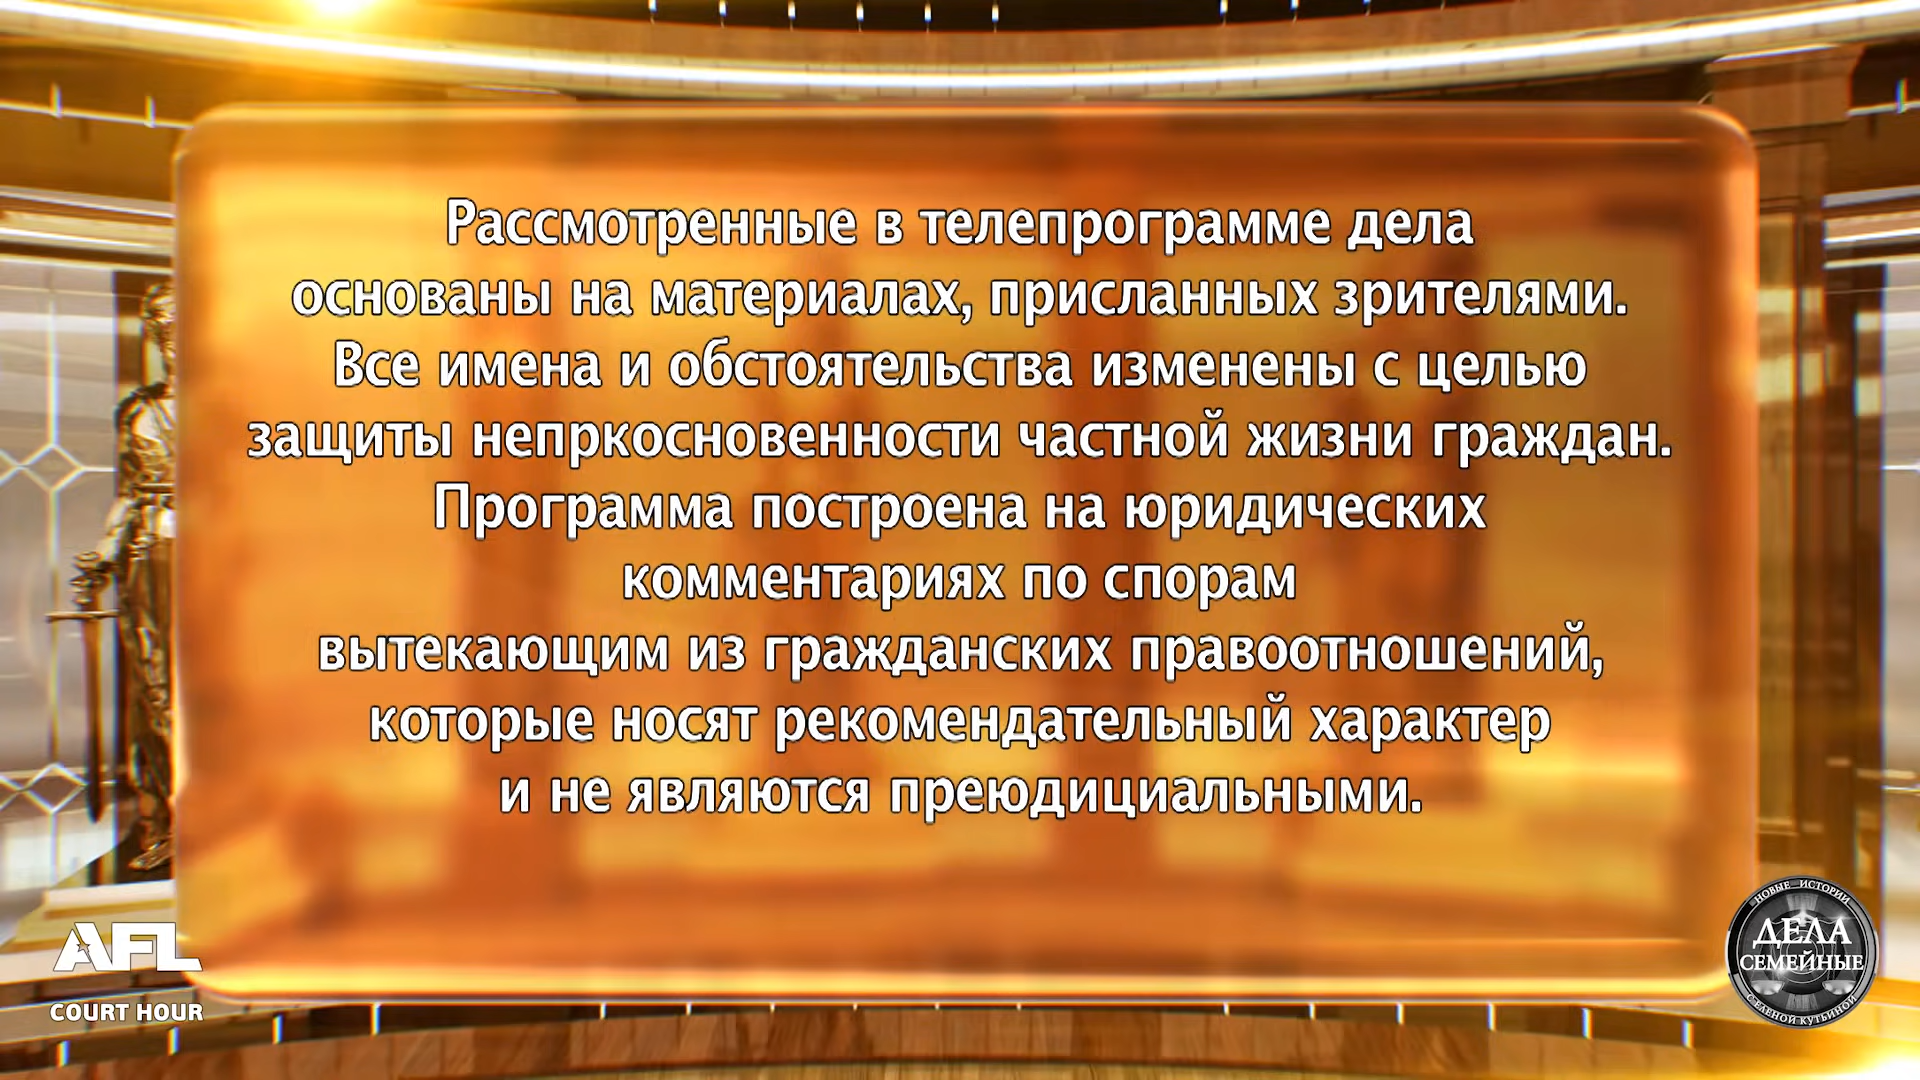 Рассмотренные в телепрограмме дела
основаны на материалах, присланных зрителями.
Все имена и обстоятельства изменены с целью
защиты непркосновенности частной жизни граждан.
Программа построена на юридических
комментариях по спорам
вытекающим из гражданских правоотношений,
которые носят рекомендательный характер
и не являются преюдициальными.
AFL
COURT HOUR
НОВЫЕ ИСТОРИИ
ДЕЛА
СЕМЕЙНЫЕ
С ЕЛЕНОЙ КУТЬИНОЙ